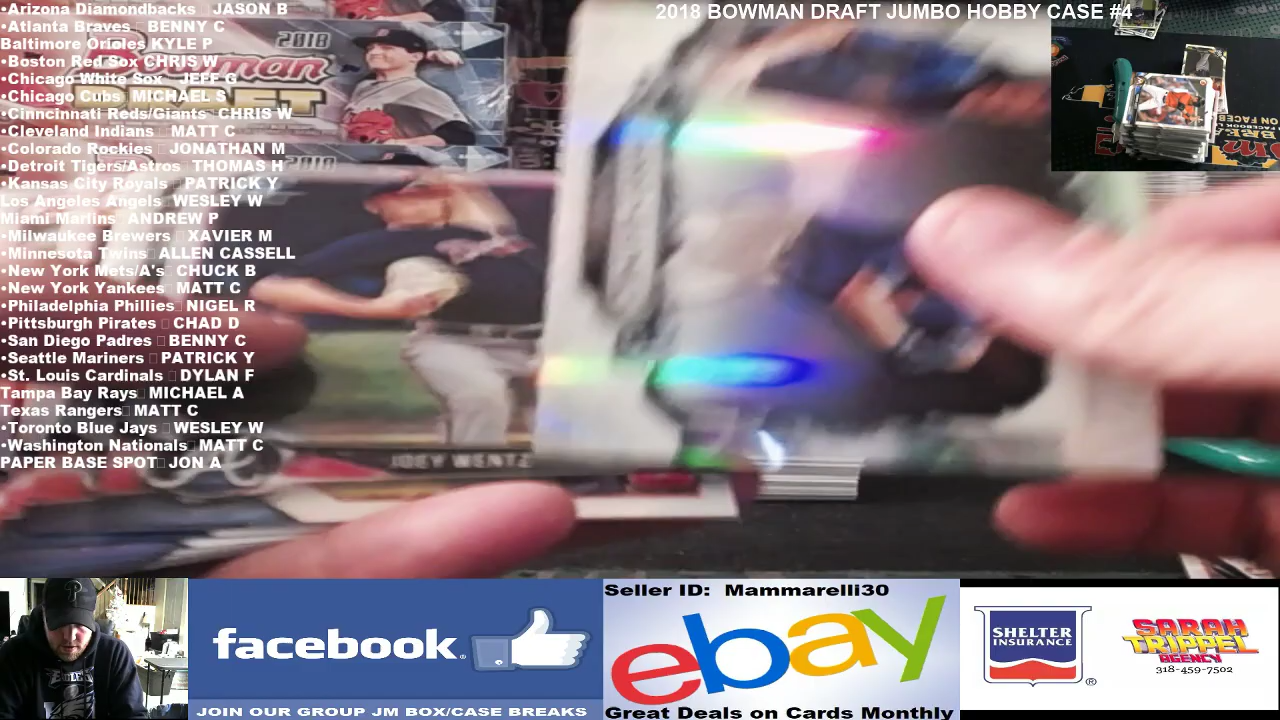 2018 BOWMAN DRAFT JUMBO HOBBY CASE #4
•Arizona Diamondbacks JASON B
•Atlanta Braves BENNY C
Baltimore Orioles KYLE P
•Boston Red Sox CHRIS W
•Chicago White Sox JEFF G
•Chicago Cubs MICHAEL S
•Cinncinnati Reds/Giants CHRIS W
•Cleveland Indians MATT C
•Colorado Rockies JONATHAN M
•Detroit Tigers/Astros THOMAS H
•Kansas City Royals PATRICK Y
Los Angeles Angels WESLEY W
Miami Marlins ANDREW P
•Milwaukee Brewers XAVIER M
•Minnesota Twins ALLEN CASSELL
•New York Mets/A's CHUCK B
•New York Yankees MATT C
•Philadelphia Phillies NIGEL R
•Pittsburgh Pirates CHAD D
•San Diego Padres BENNY C
•Seattle Mariners PATRICK Y
•St. Louis Cardinals DYLAN F
Tampa Bay Rays MICHAEL A
Texas Rangers MATT C
•Toronto Blue Jays WESLEY W
•Washington Nationals MATT C
PAPER BASE SPOT JON A
2018
Bowman
DRAFT
2018
JOEY WENTZ
facebook
JOIN OUR GROUP JM BOX/CASE BREAKS
Seller ID: Mammarelli30
ebay
Great Deals on Cards Monthly
SHELTER
INSURANCE
SARAH
TRIPPEL
AGENCY
318-459-7502